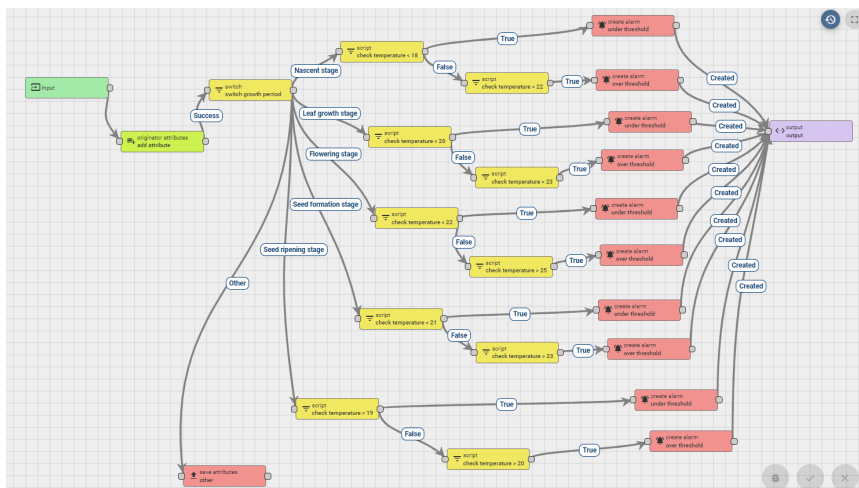 input
originator attributes
add attribute
Success
switch
switch growth period
Nascent stage
script
check temperature < 18
True
create alarm
under threshold
False
script
check temperature > 22
True
create alarm
over threshold
Created
Created
Leaf growth stage
script
check temperature < 20
True
create alarm
under threshold
Created
False
script
check temperature > 23
True
create alarm
over threshold
Created
output
output
Flowering stage
script
check temperature < 22
True
create alarm
under threshold
Created
False
script
check temperature > 25
True
create alarm
over threshold
Created
Seed formation stage
script
check temperature < 21
True
create alarm
under threshold
Created
False
script
check temperature > 23
True
create alarm
over threshold
Created
Seed ripening stage
script
check temperature < 19
True
create alarm
under threshold
Created
False
script
check temperature > 20
True
create alarm
over threshold
Other
save attributes
other